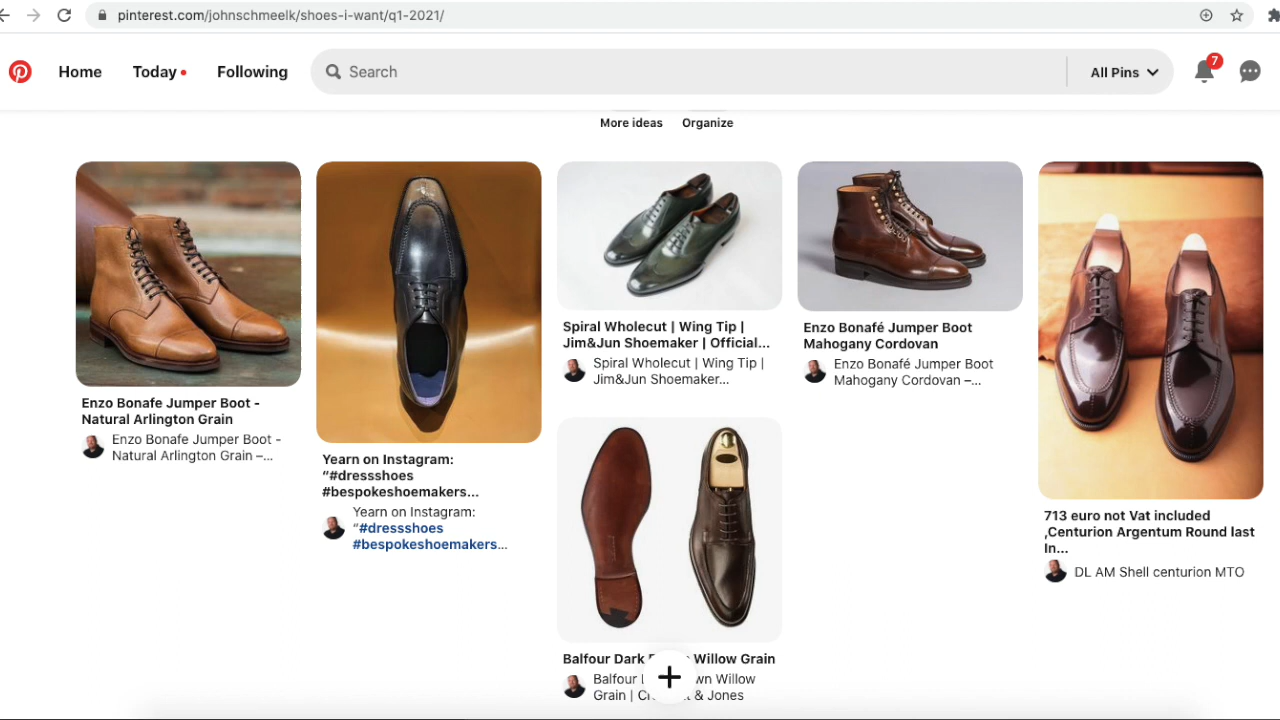 pinterest.com/johnschmeelk/shoes-i-want/q1-2021/
Home
Today
Following
Search
All Pins
7
More ideas
Organize
Enzo Bonafe Jumper Boot -
Natural Arlington Grain
Enzo Bonafe Jumper Boot -
Natural Arlington Grain –...
Yearn on Instagram:
“#dressshoes
#bespokeshoemakers...
Yearn on Instagram:
“#dressshoes
#bespokeshoemakers...
Spiral Wholecut | Wing Tip |
Jim&Jun Shoemaker | Official...
Spiral Wholecut | Wing Tip |
Jim&Jun Shoemaker...
Balfour Dark Willow Grain
Balfour Willow
Grain | & Jones
Enzo Bonafé Jumper Boot
Mahogany Cordovan
Enzo Bonafé Jumper Boot
Mahogany Cordovan –...
713 euro not Vat included
,Centurion Argentum Round last
In...
DL AM Shell centurion MTO